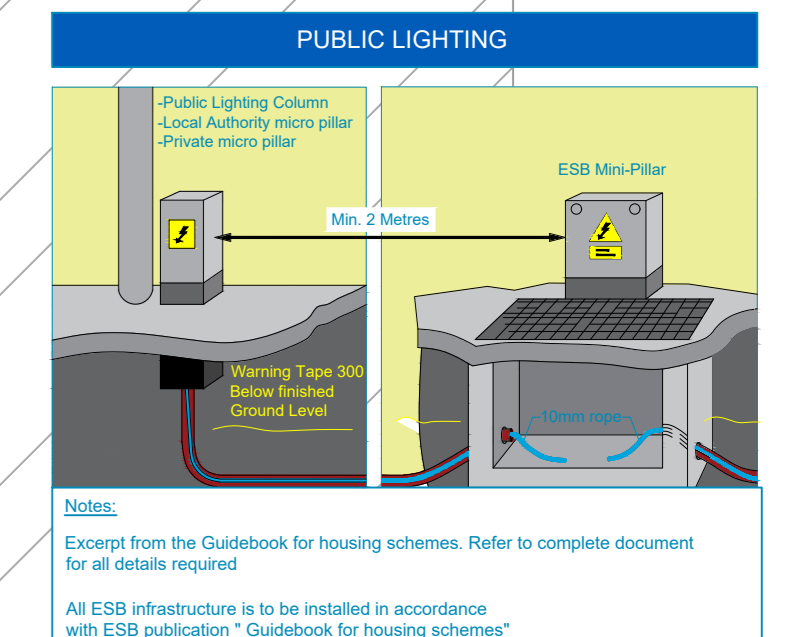 PUBLIC LIGHTING
-Public Lighting Column
-Local Authority micro pillar
-Private micro pillar
ESB Mini-Pillar
Min. 2 Metres
Warning Tape 300
Below finished
Ground Level
10mm rope
Notes:
Excerpt from the Guidebook for housing schemes. Refer to complete document
for all details required
All ESB infrastructure is to be installed in accordance
with ESB publication " Guidebook for housing schemes"